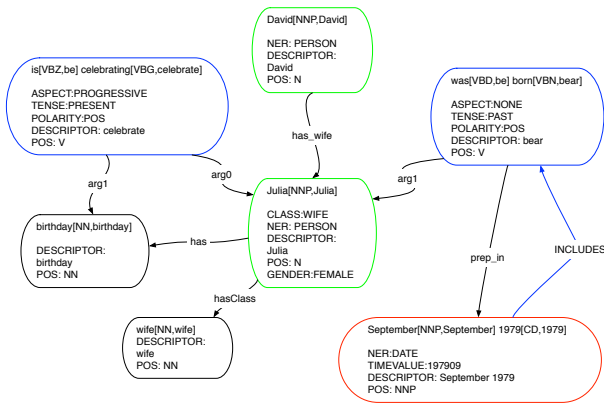 David[NNP,David]
NER: PERSON
DESCRIPTOR:
David
POS: N
is[VBZ,be] celebrating[VBG,celebrate]
ASPECT:PROGRESSIVE
TENSE:PRESENT
POLARITY:POS
DESCRIPTOR: celebrate
POS: V
was[VBD,be] born[VBN,bear]
ASPECT:NONE
TENSE:PAST
POLARITY:POS
DESCRIPTOR: bear
POS: V
has_wife
arg1
arg0
arg1
Julia[NNP,Julia]
CLASS:WIFE
NER: PERSON
DESCRIPTOR:
Julia
POS: N
GENDER:FEMALE
birthday[NN,birthday]
DESCRIPTOR:
birthday
POS: NN
has
prep_in
INCLUDES
hasClass
wife[NN,wife]
DESCRIPTOR:
wife
POS: NN
September[NNP,September] 1979[CD,1979]
NER:DATE
TIMEVALUE:197909
DESCRIPTOR: September 1979
POS: NNP